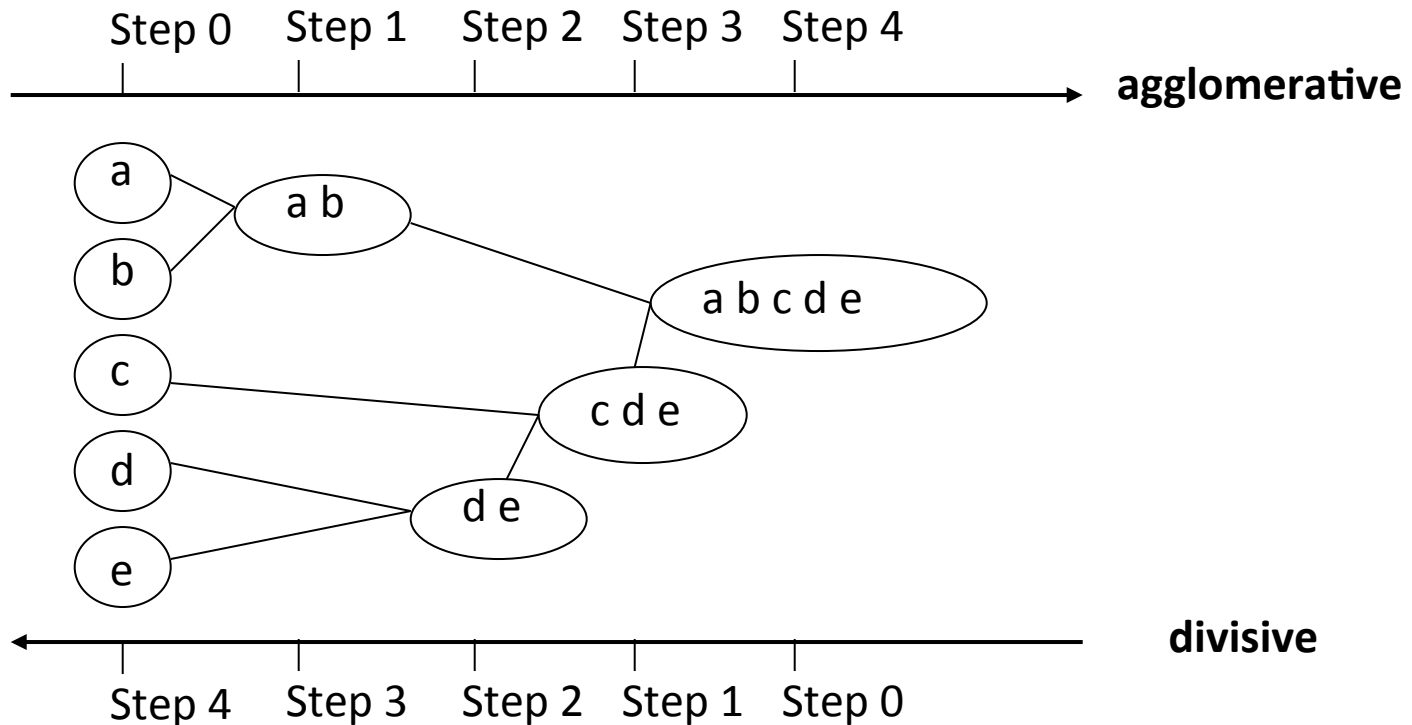 Step 0 Step 1 Step 2 Step 3 Step 4
agglomerative
a
a b
b
a b c d e
c
c d e
d
d e
e
divisive
Step 4 Step 3 Step 2 Step 1 Step 0